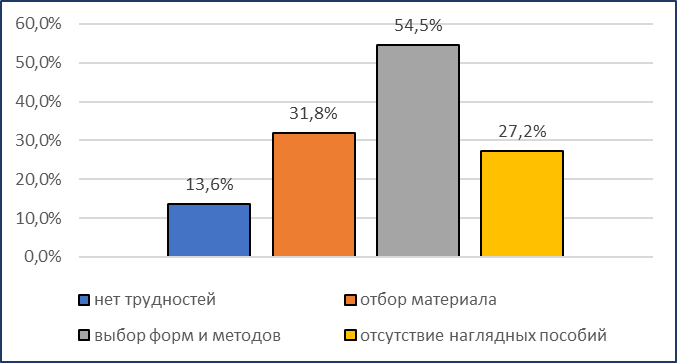 60,0%
50,0%
40,0%
30,0%
20,0%
10,0%
0,0%
13,6%
31,8%
54,5%
27,2%
нет трудностей
отбор материала
выбор форм и методов
отсутствие наглядных пособий